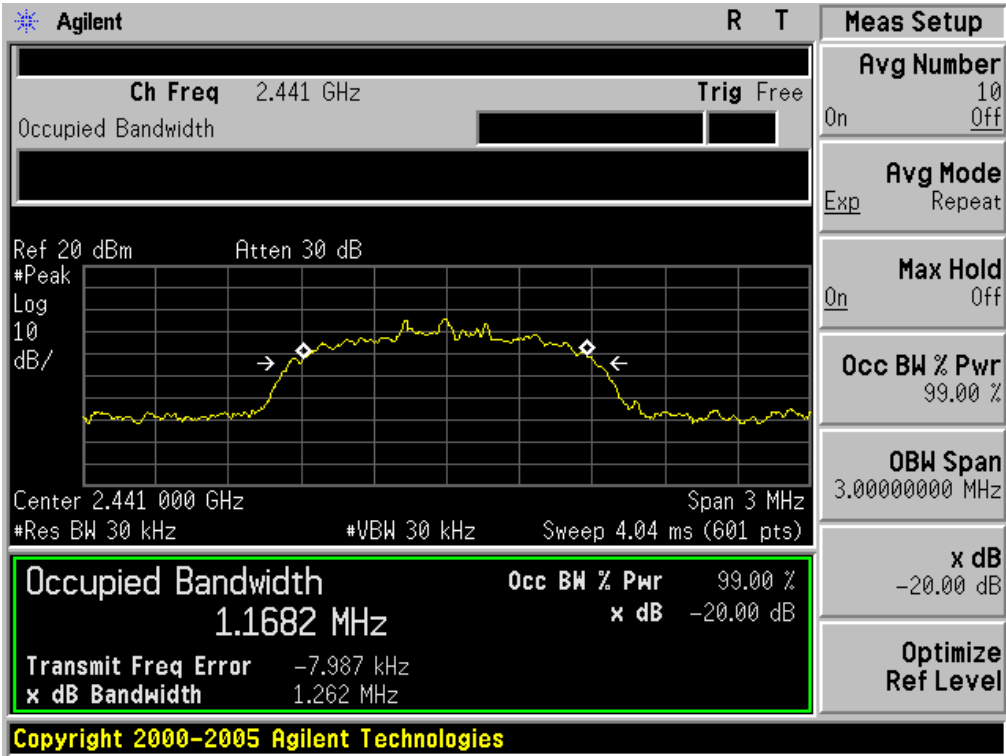 Agilent R T
Meas Setup
Ch Freq 2.441 GHz Trig Free
Occupied Bandwidth
Ref 20 dBm Atten 30 dB
#Peak
Log
10
dB/
Center 2.441 000 GHz Span 3 MHz
#Res BW 30 kHz #VBW 30 kHz Sweep 4.04 ms (601 pts)
Occupied Bandwidth Occ BW % Pwr 99.00 %
1.1682 MHz x dB -20.00 dB
Transmit Freq Error -7.987 kHz
x dB Bandwidth 1.262 MHz
Avg Number
10
On Off
Avg Mode
Exp Repeat
Max Hold
On Off
Occ BW % Pwr
99.00 %
OBW Span
3.00000000 MHz
x dB
-20.00 dB
Optimize
Ref Level
Copyright 2000-2005 Agilent Technologies